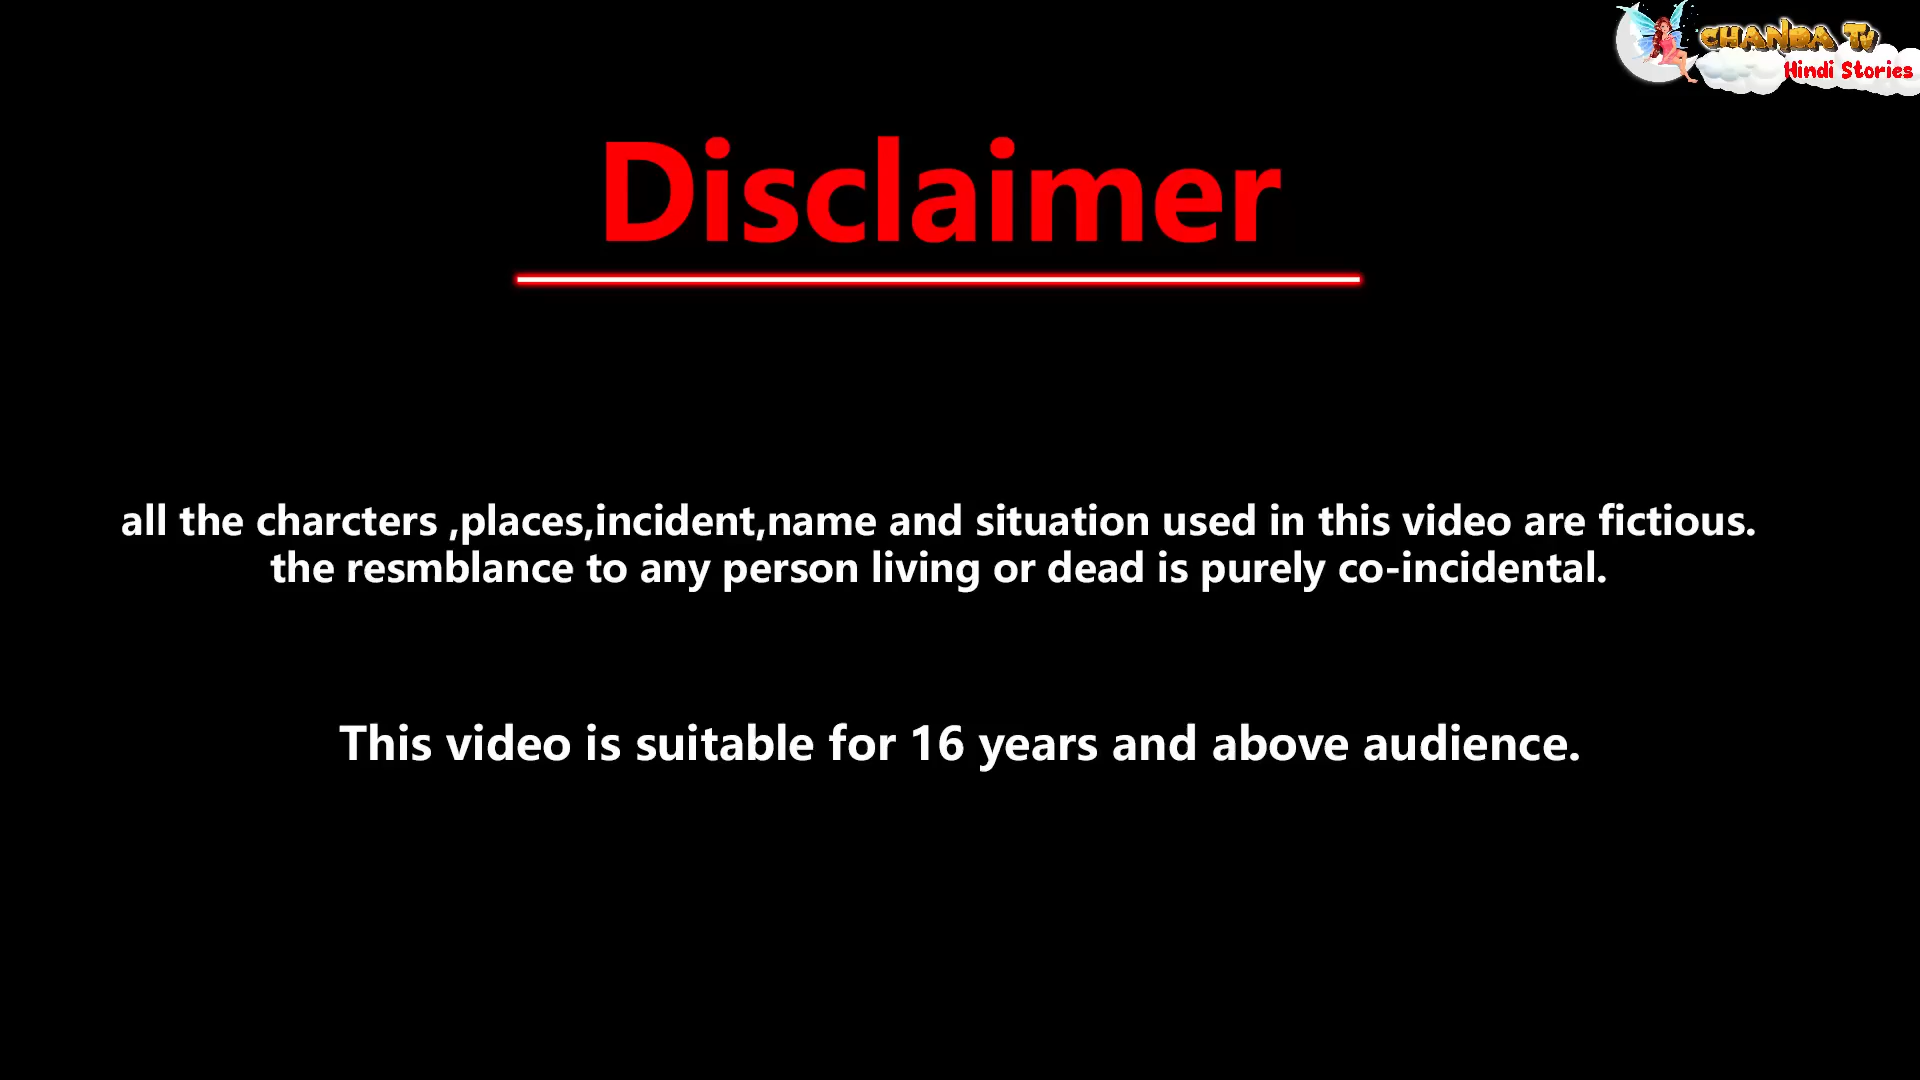 CHANDA TV
Hindi Stories
Disclaimer
all the charcters ,places,incident,name and situation used in this video are fictious.
the resmblance to any person living or dead is purely co-incidental.
This video is suitable for 16 years and above audience.